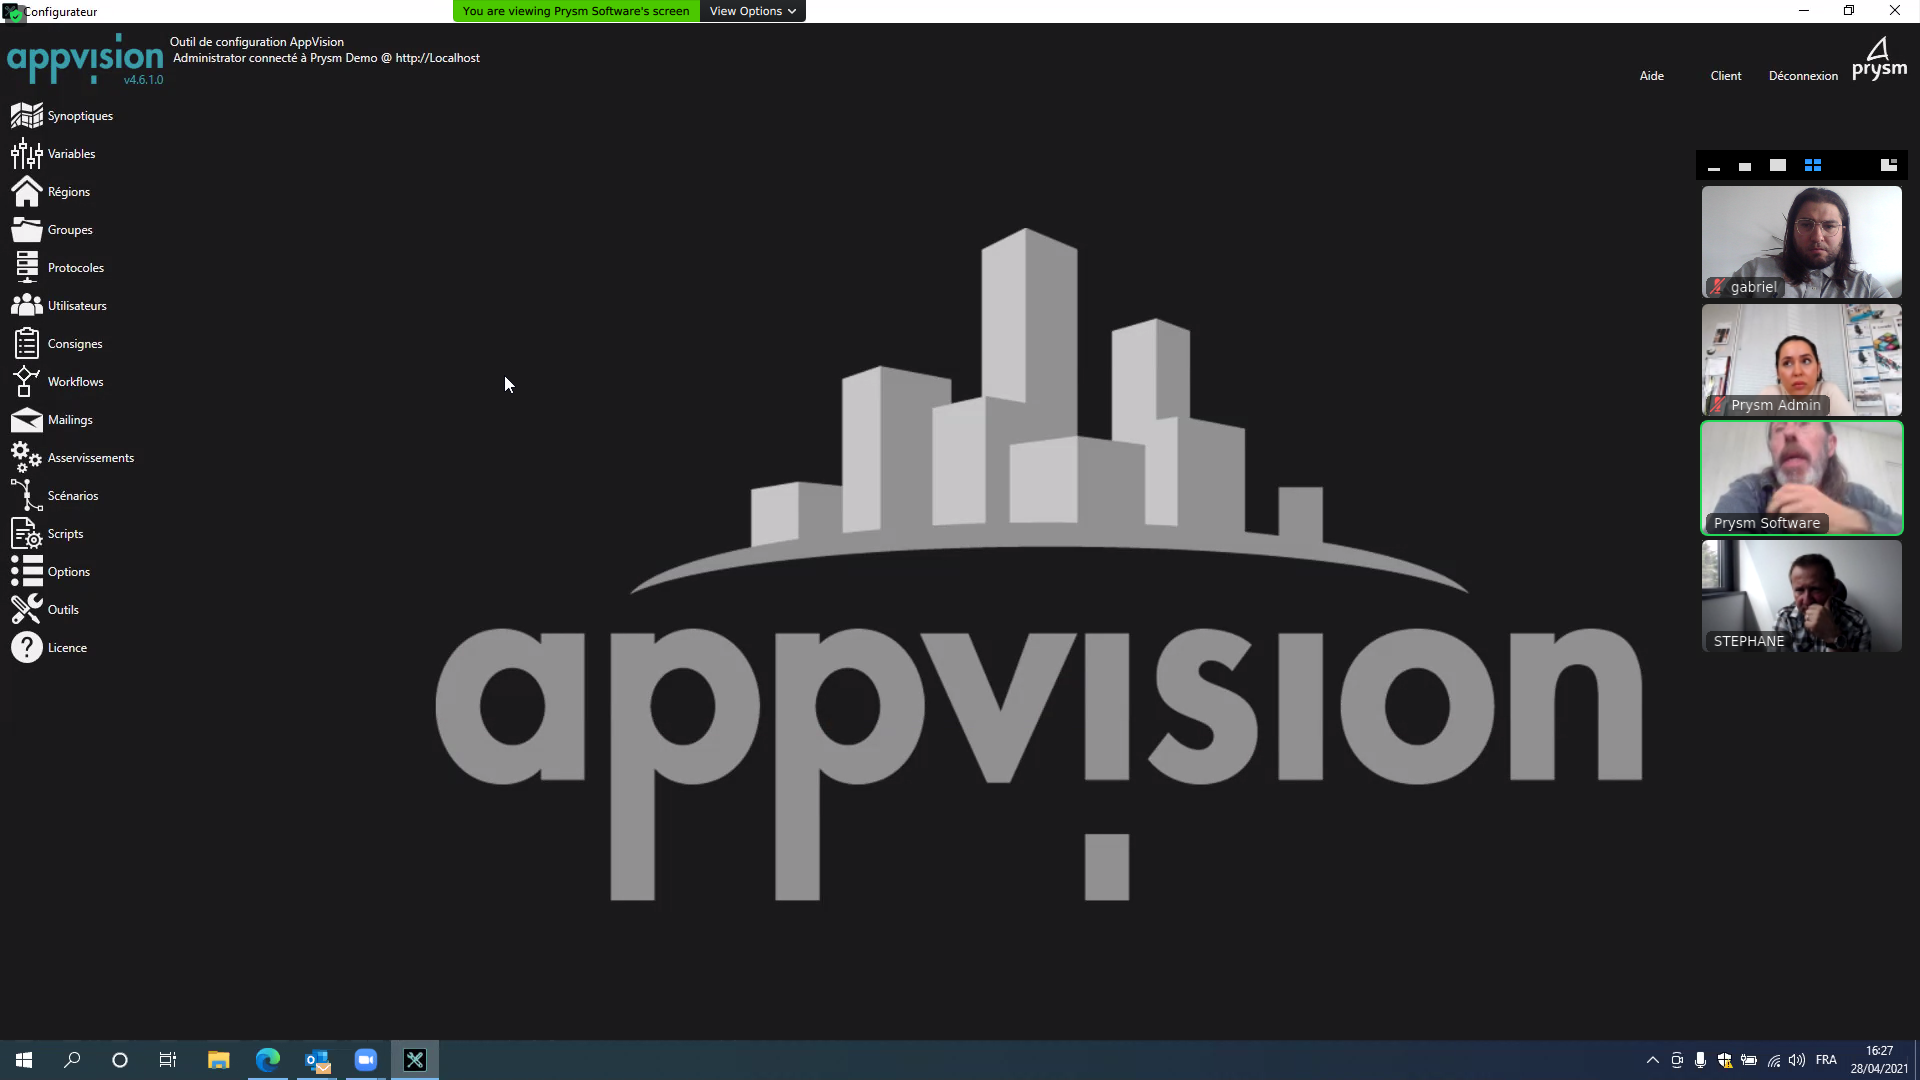 Configurateur
You are viewing Prysm Software's screen
View Options
appvision
v4.6.1.0
Outil de configuration AppVision
Administrator connecté à Prysm Demo @ http://Localhost
Aide
Client
Déconnexion
prysm
Synoptiques
Variables
Régions
Groupes
Protocoles
Utilisateurs
Consignes
Workflows
Mailings
Asservissements
Scénarios
Scripts
Options
Outils
Licence
appvision
gabriel
Prysm Admin
Prysm Software
STEPHANE
FRA
16:27
28/04/2021